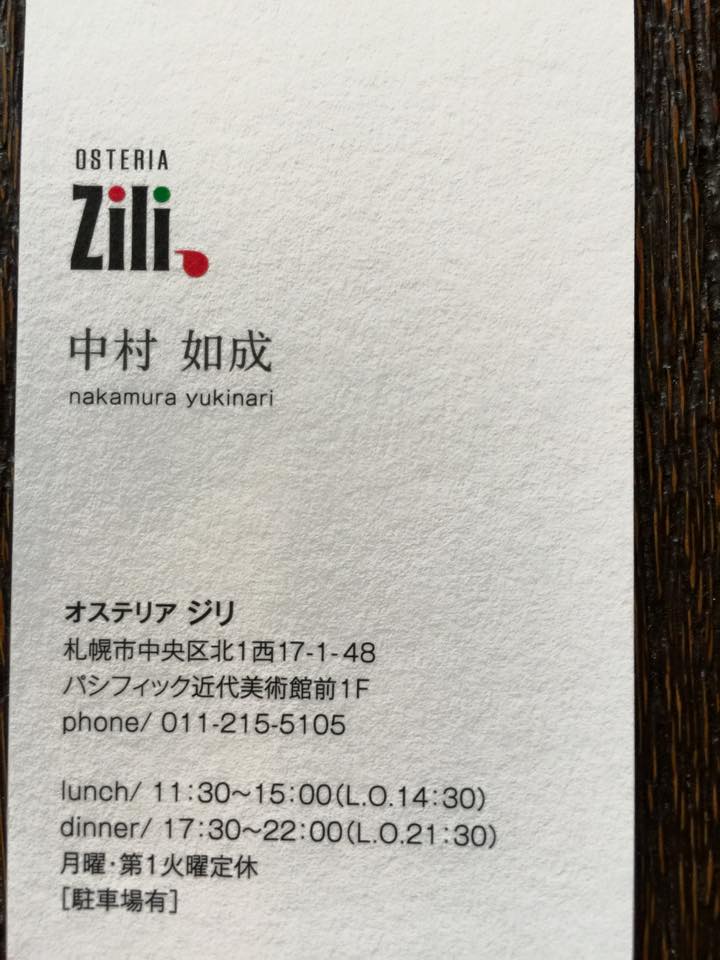 OSTERIA
Zili
中村 如成
nakamura yukinari
オステリア ジリ
札幌市中央区北1西17-1-48
パシフィック近代美術館前1F
phone/ 011-215-5105
lunch/ 11:30~15:00(L.O.14:30)
dinner/ 17:30~22:00(L.O.21:30)
月曜・第1火曜定休
[駐車場有]